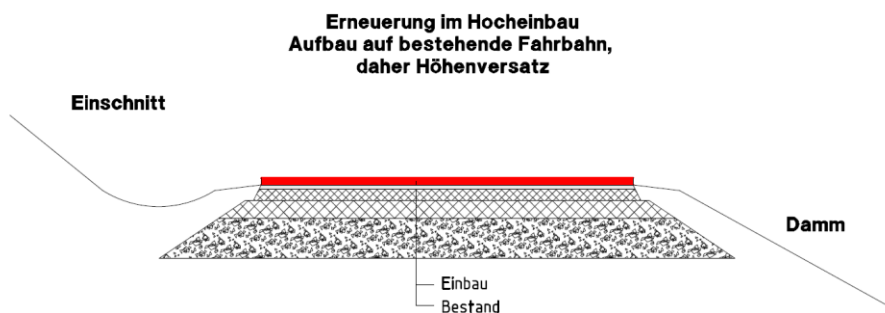 Erneuerung im Hocheinbau
Aufbau auf bestehende Fahrbahn,
daher Höhenversatz
Einschnitt
Damm
Einbau
Bestand